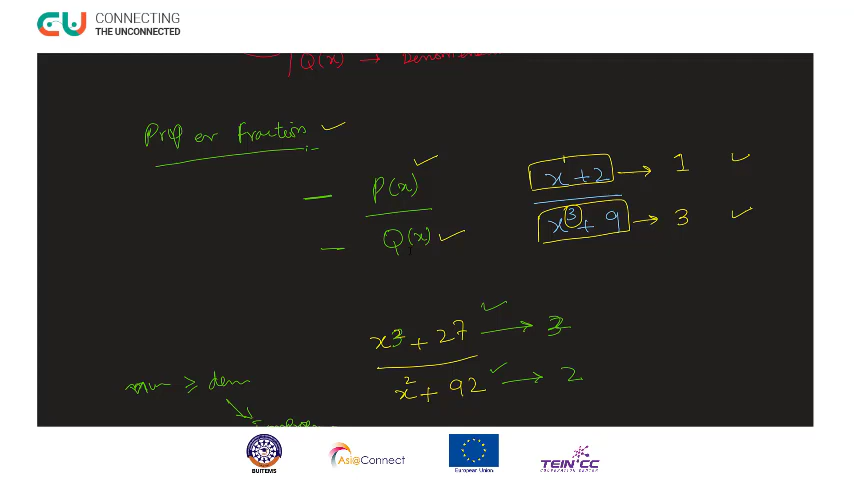 CONNECTING
THE UNCONNECTED
Q(x) →
Proper fraction
P(x)
Q(x)
x + 2 → 1
x³ + 9 → 3
x³ + 27 → 3
x² + 92 → 2
num ≥ den
BUITEMS
Asi@Connect
European Union
TEIN*CC